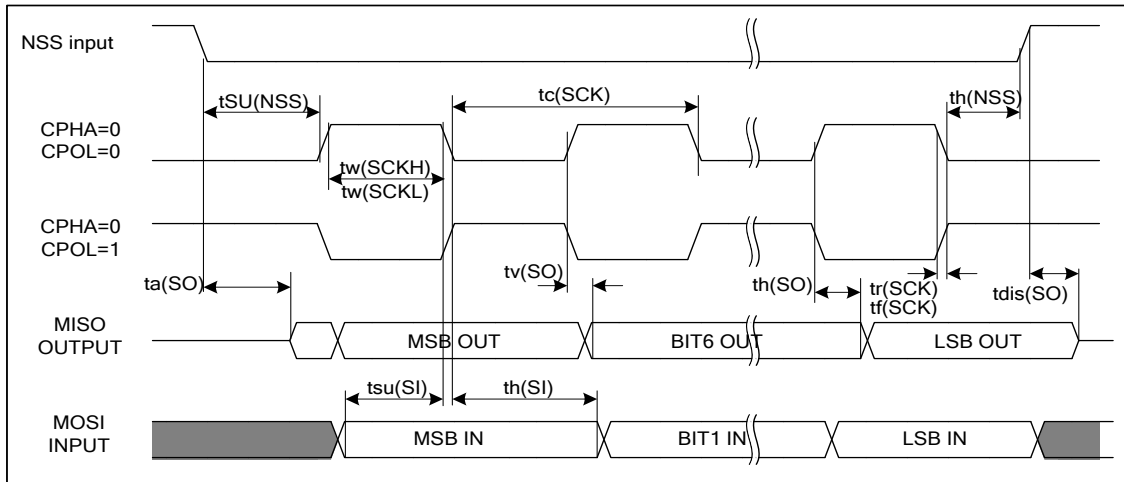 NSS input
tSU(NSS)
tc(SCK)
th(NSS)
CPHA=0
CPOL=0
tw(SCKH)
tw(SCKL)
CPHA=0
CPOL=1
ta(SO)
tv(SO)
th(SO)
tr(SCK)
tf(SCK)
tdis(SO)
MISO
OUTPUT
MSB OUT
BIT6 OUT
LSB OUT
tsu(SI)
th(SI)
MOSI
INPUT
MSB IN
BIT1 IN
LSB IN